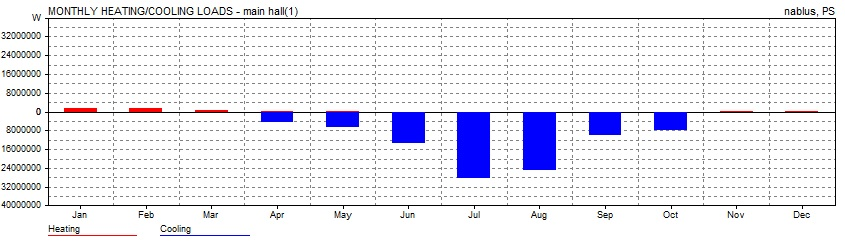 MONTHLY HEATING/COOLING LOADS - main hall(1) nablus, PS
W
32000000
24000000
16000000
8000000
0
8000000
16000000
24000000
32000000
40000000
Jan Feb Mar Apr May Jun Jul Aug Sep Oct Nov Dec
Heating Cooling